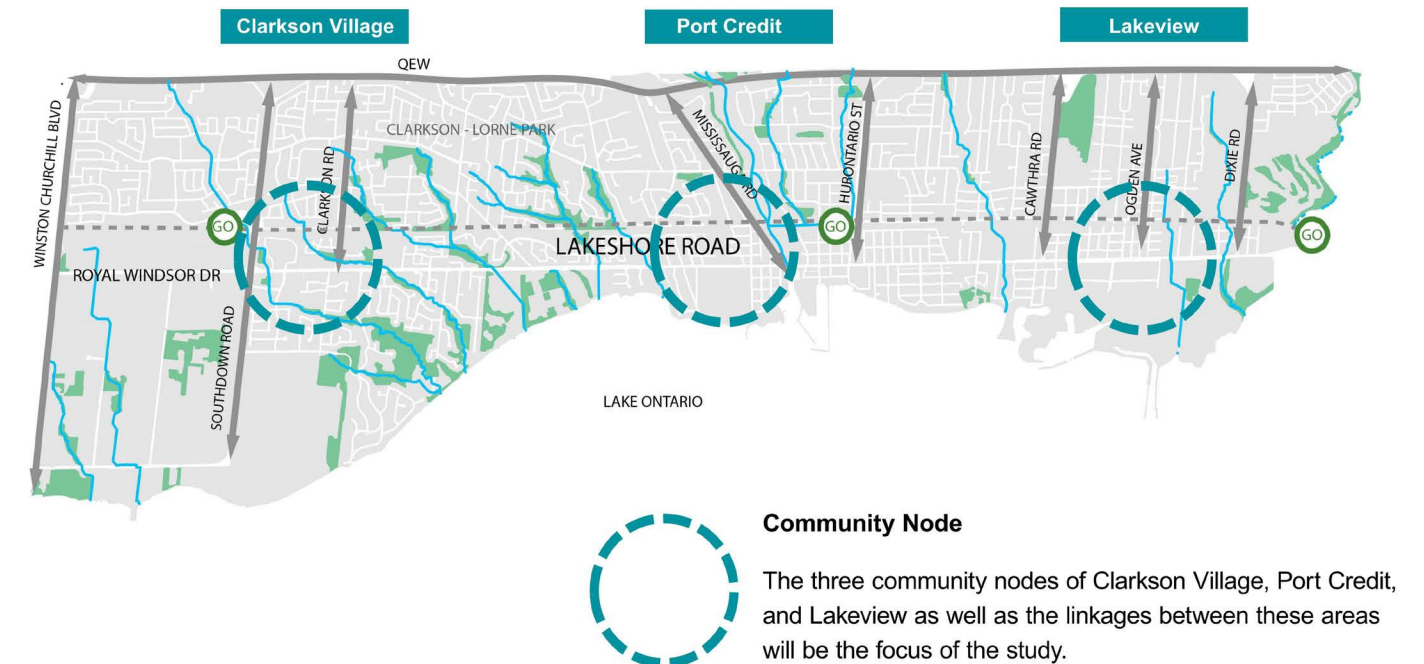 Clarkson Village
Port Credit
Lakeview
QEW
WINSTON CHURCHILL BLVD
CLARKSON - LORNE PARK
CLARKSON RD
MISSISSAUGA RD
HURONTARIO ST
CAWTHRA RD
OGDEN AVE
DIXIE RD
GO
GO
GO
LAKESHORE ROAD
ROYAL WINDSOR DR
SOUTHDOWN ROAD
LAKE ONTARIO
Community Node
The three community nodes of Clarkson Village, Port Credit,
and Lakeview as well as the linkages between these areas
will be the focus of the study.